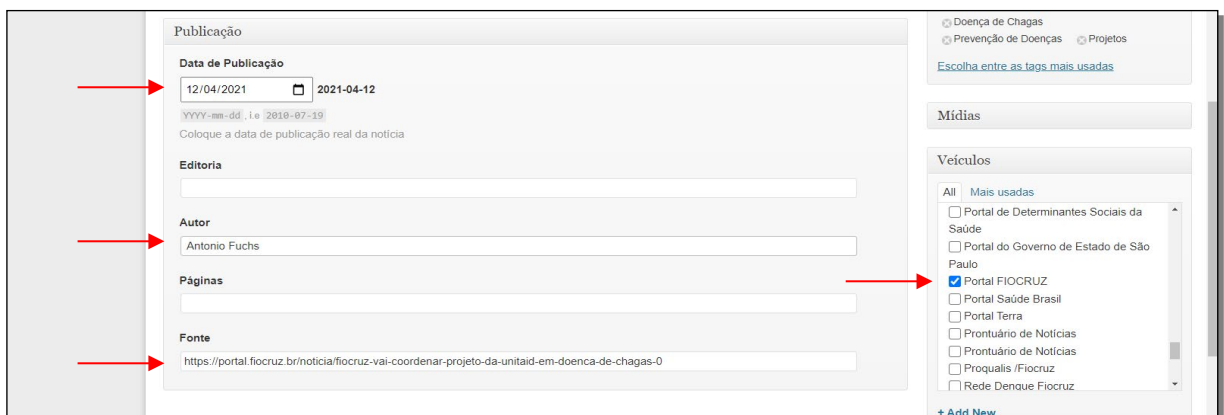 Publicação
Data de Publicação
12/04/2021 2021-04-12
YYYY-mm-dd , i.e 2010-07-19
Coloque a data de publicação real da notícia
Editoria
Autor
Antonio Fuchs
Páginas
Fonte
https://portal.fiocruz.br/noticia/fiocruz-vai-coordenar-projeto-da-unitaid-em-doenca-de-chagas-0
Doença de Chagas
Prevenção de Doenças Projetos
Escolha entre as tags mais usadas
Mídias
Veículos
All Mais usadas
Portal de Determinantes Sociais da
Saúde
Portal do Governo de Estado de São
Paulo
Portal FIOCRUZ
Portal Saúde Brasil
Portal Terra
Prontuário de Notícias
Prontuário de Notícias
Proqualis /Fiocruz
Rede Dengue Fiocruz
+ Add New